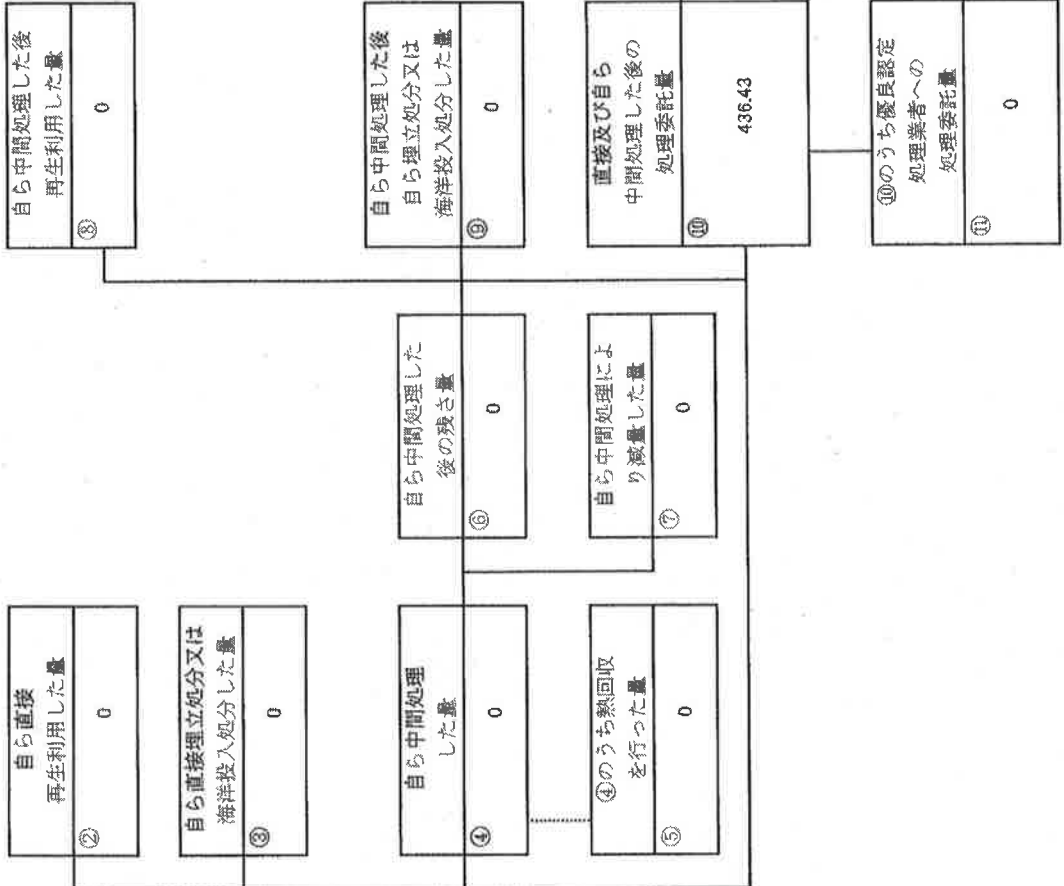 自ら直接
再生利用した量
②
0
自ら直接埋立処分又は
海洋投入処分した量
③
0
自ら中間処理
した量
④
0
④のうち熱回収
を行った量
⑤
0
自ら中間処理した
後の残さ量
⑥
0
自ら中間処理によ
り減量した量
⑦
0
自ら中間処理した後
再生利用した量
⑧
0
自ら中間処理した後
自ら埋立処分又は
海洋投入処分した量
⑨
0
直接及び自ら
中間処理した後の
処理委託量
⑩
436.43
⑩のうち優良認定
処理業者への
処理委託量
⑪
0